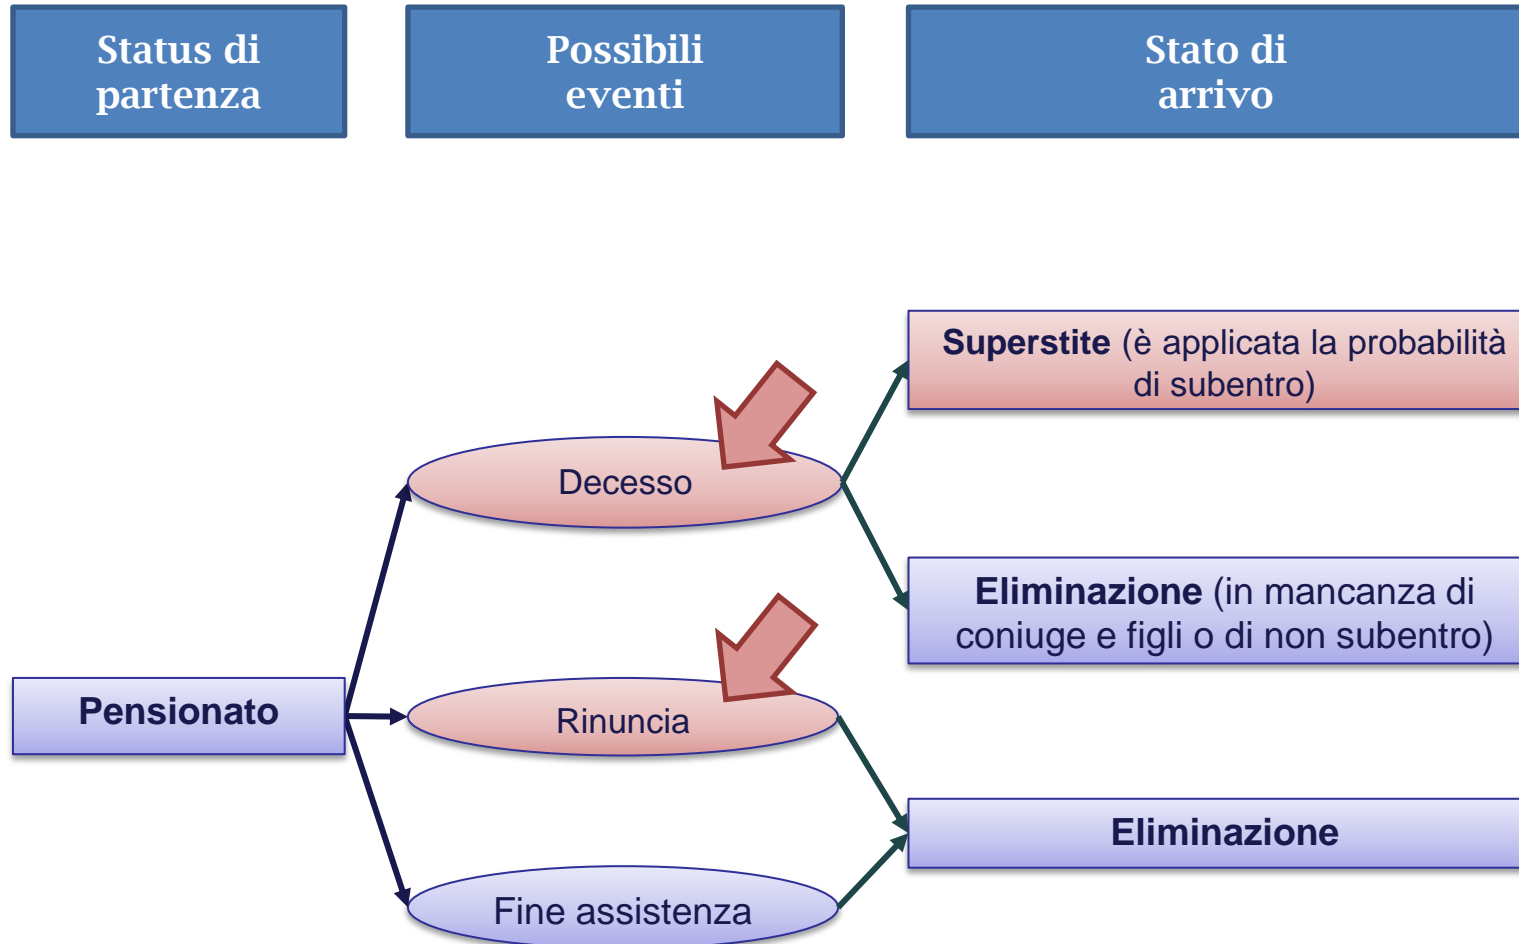 Status di
partenza
Possibili
eventi
Stato di
arrivo
Superstite (è applicata la probabilità
di subentro)
Decesso
Eliminazione (in mancanza di
coniuge e figli o di non subentro)
Pensionato
Rinuncia
Eliminazione
Fine assistenza